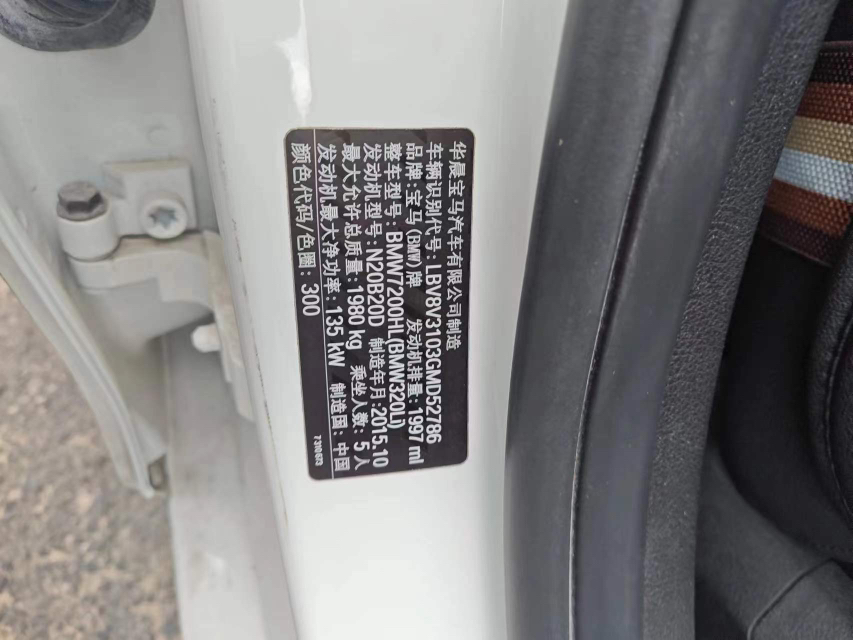 华晨宝马汽车有限公司制造
车辆识别代号: LBV8V3103GMD52786
品牌: 宝马(BMW)牌 发动机排量: 1997 ml
整车型号: BMW7200HL(BMW320Li)
发动机型号: N20B20D 制造年月: 2015.10
最大允许总质量: 1980 kg 乘坐人数: 5 人
发动机最大净功率: 135 kW 制造国: 中国
颜色代码/色圈: 300
7310673